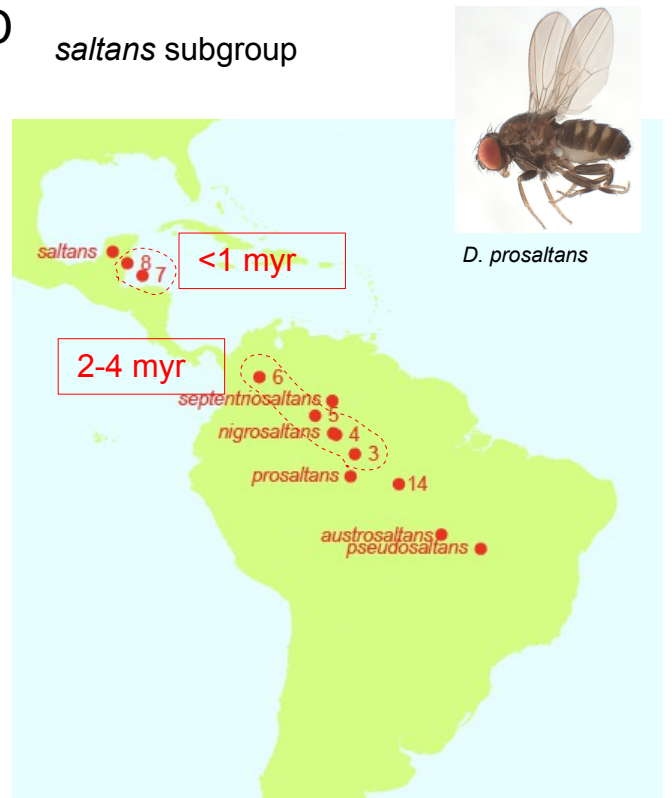 D
saltans subgroup
D. prosaltans
saltans
8
7
<1 myr
2-4 myr
6
septentriosaltans
5
nigrosaltans
4
3
prosaltans
14
austrosaltans
pseudosaltans